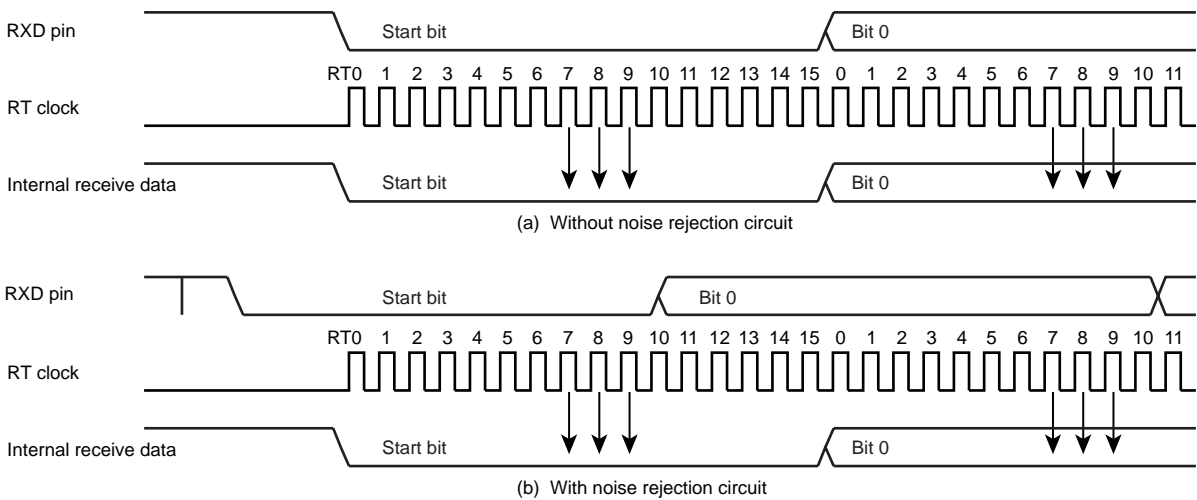 RXD pin
Start bit
Bit 0
RT0 1 2 3 4 5 6 7 8 9 10 11 12 13 14 15 0 1 2 3 4 5 6 7 8 9 10 11
RT clock
Internal receive data
Start bit
Bit 0
(a) Without noise rejection circuit
RXD pin
Start bit
Bit 0
RT0 1 2 3 4 5 6 7 8 9 10 11 12 13 14 15 0 1 2 3 4 5 6 7 8 9 10 11
RT clock
Internal receive data
Start bit
Bit 0
(b) With noise rejection circuit